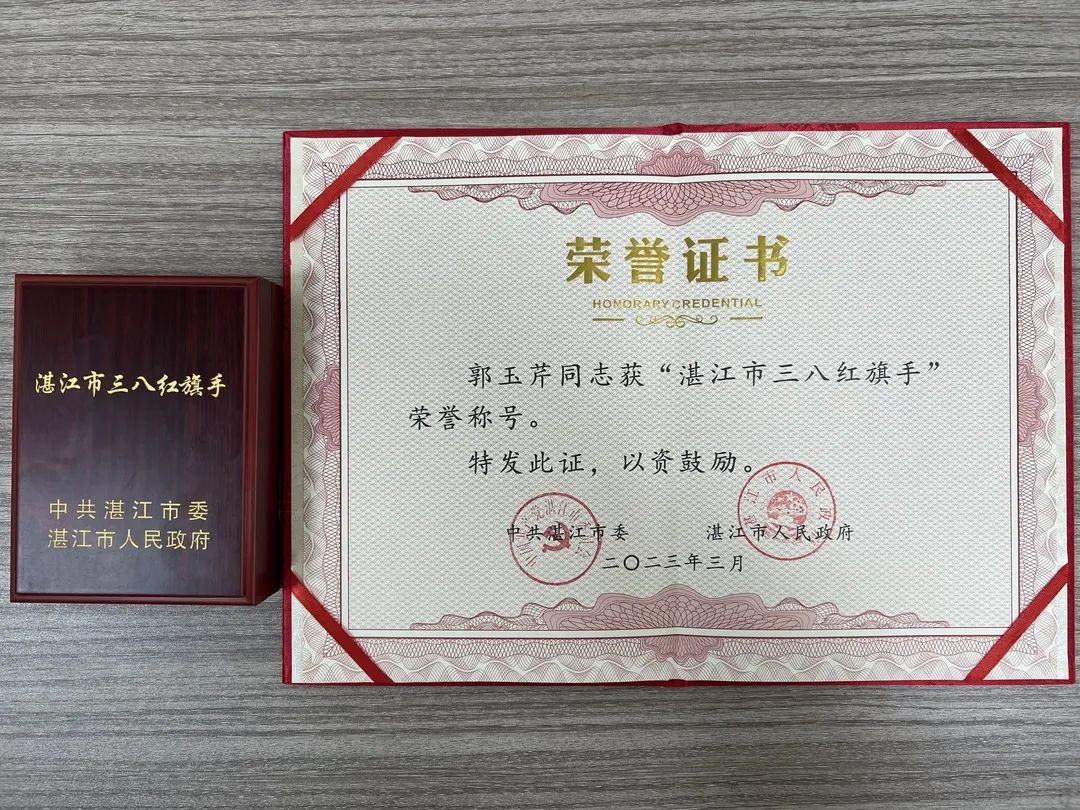 湛江市三八红旗手
中共湛江市委
湛江市人民政府
荣誉证书
HONORARY CREDENTIAL
郭玉芹同志获“湛江市三八红旗手”
荣誉称号。
特发此证，以资鼓励。
中共湛江市委
湛江市人民政府
二〇二三年三月